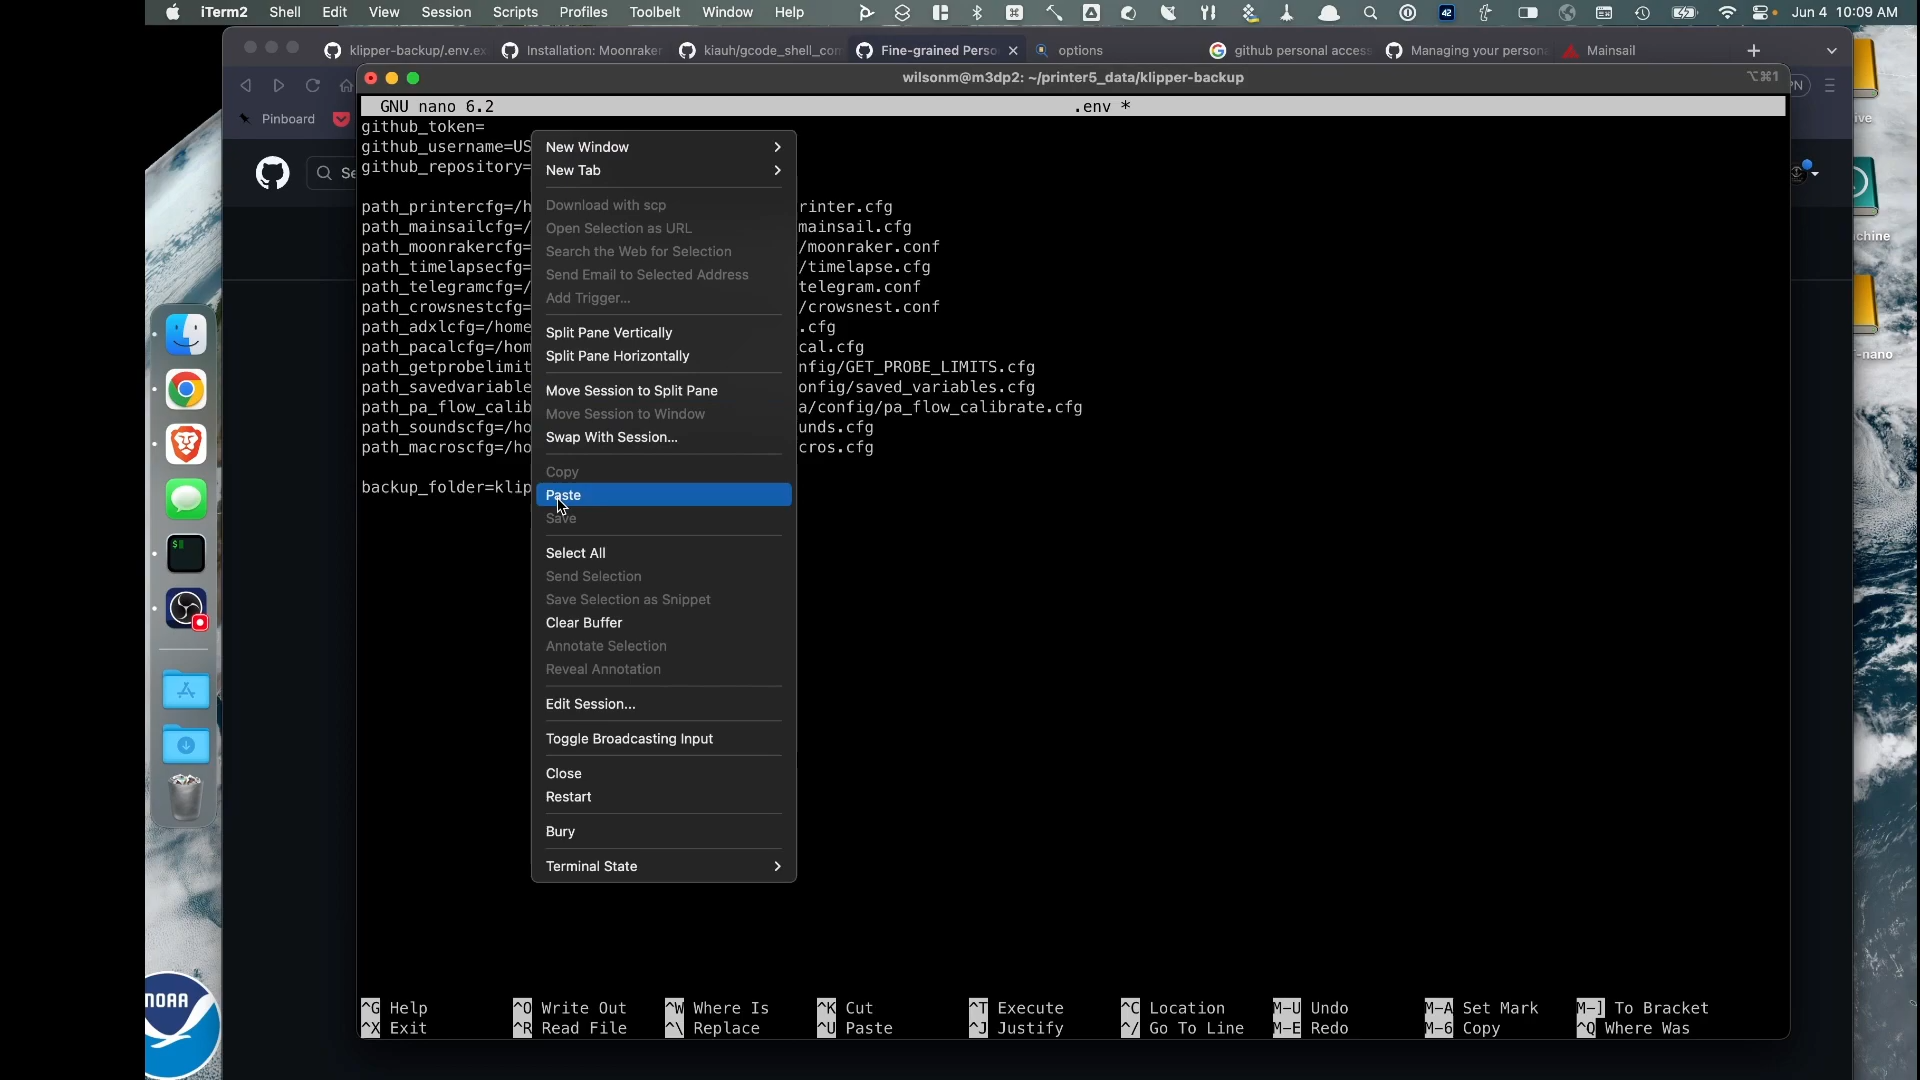 iTerm2 Shell Edit View Session Scripts Profiles Toolbelt Window Help 42 Jun 4 10:09 AM
klipper-backup/.env.ex Installation: Moonraker kiauh/gcode_shell_com Fine-grained Perso options github personal access Managing your persona Mainsail
wilsonm@m3dp2: ~/printer5_data/klipper-backup ⌥⌘1
PN
Pinboard
GNU nano 6.2 .env *
github_token=
github_username=US
github_repository=
Se
path_printercfg=/h rinter.cfg
path_mainsailcfg=/ mainsail.cfg
path_moonrakercfg= /moonraker.conf
path_timelapsecfg= /timelapse.cfg
path_telegramcfg=/ telegram.conf
path_crowsnestcfg= /crowsnest.conf
path_adxlcfg=/home .cfg
path_pacalcfg=/hom cal.cfg
path_getprobelimit nfig/GET_PROBE_LIMITS.cfg
path_savedvariable onfig/saved_variables.cfg
path_pa_flow_calib a/config/pa_flow_calibrate.cfg
path_soundscfg=/ho unds.cfg
path_macroscfg=/ho cros.cfg
backup_folder=klip
New Window
New Tab
Download with scp
Open Selection as URL
Search the Web for Selection
Send Email to Selected Address
Add Trigger...
Split Pane Vertically
Split Pane Horizontally
Move Session to Split Pane
Move Session to Window
Swap With Session...
Copy
Paste
Save
Select All
Send Selection
Save Selection as Snippet
Clear Buffer
Annotate Selection
Reveal Annotation
Edit Session...
Toggle Broadcasting Input
Close
Restart
Bury
Terminal State
ive
chine
-nano
$
NOAA
^G Help ^O Write Out ^W Where Is ^K Cut ^T Execute ^C Location M-U Undo M-A Set Mark M-] To Bracket
^X Exit ^R Read File ^\ Replace ^U Paste ^J Justify ^/ Go To Line M-E Redo M-6 Copy ^Q Where Was